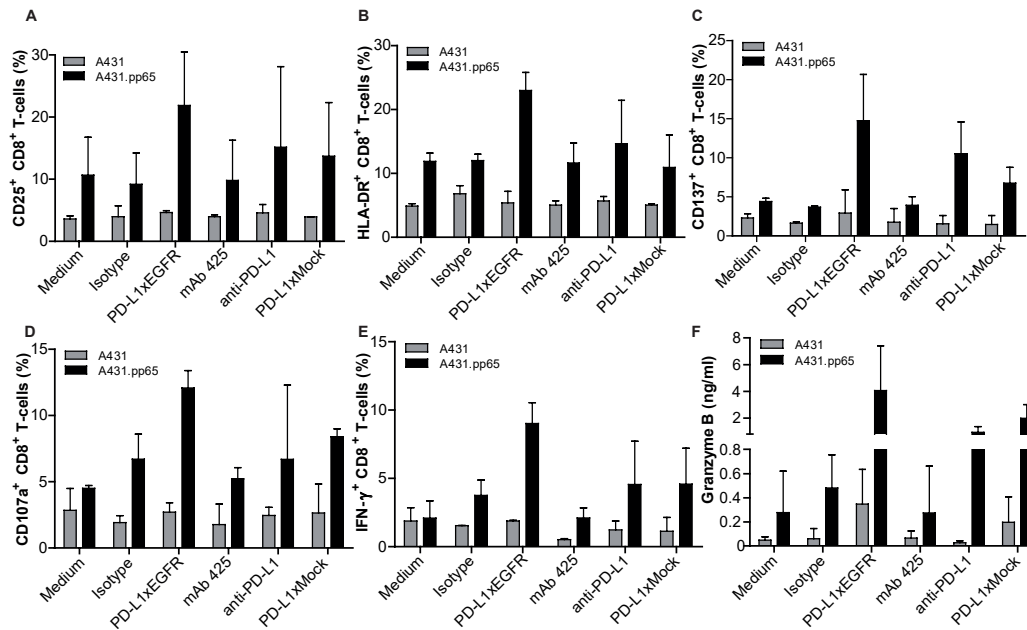 A
CD25+ CD8+ T-cells (%)
30
20
10
0
A431
A431.pp65
Medium
Isotype
PD-L1xEGFR
mAb 425
anti-PD-L1
PD-L1xMock
B
HLA-DR+ CD8+ T-cells (%)
30
20
10
0
A431
A431.pp65
Medium
Isotype
PD-L1xEGFR
mAb 425
anti-PD-L1
PD-L1xMock
C
CD137+ CD8+ T-cells (%)
25
20
15
10
5
0
A431
A431.pp65
Medium
Isotype
PD-L1xEGFR
mAb 425
anti-PD-L1
PD-L1xMock
D
CD107a+ CD8+ T-cells (%)
15
10
5
0
A431
A431.pp65
Medium
Isotype
PD-L1xEGFR
mAb 425
anti-PD-L1
PD-L1xMock
E
IFN-γ+ CD8+ T-cells (%)
15
10
5
0
A431
A431.pp65
Medium
Isotype
PD-L1xEGFR
mAb 425
anti-PD-L1
PD-L1xMock
F
Granzyme B (ng/ml)
8
6
4
2
0.8
0.6
0.4
0.2
0
A431
A431.pp65
Medium
Isotype
PD-L1xEGFR
mAb 425
anti-PD-L1
PD-L1xMock